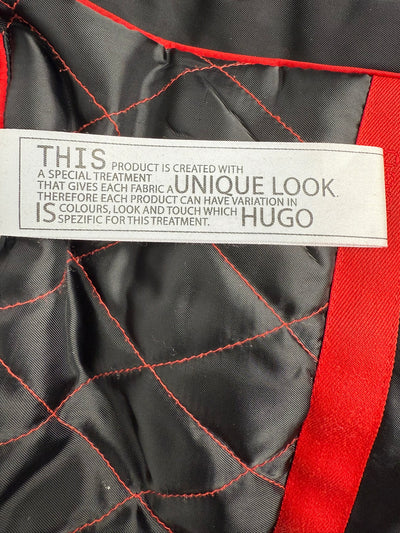 THIS PRODUCT IS CREATED WITH
A SPECIAL TREATMENT
THAT GIVES EACH FABRIC A UNIQUE LOOK.
THEREFORE EACH PRODUCT CAN HAVE VARIATION IN
IS COLOURS, LOOK AND TOUCH WHICH HUGO
SPEZIFIC FOR THIS TREATMENT.